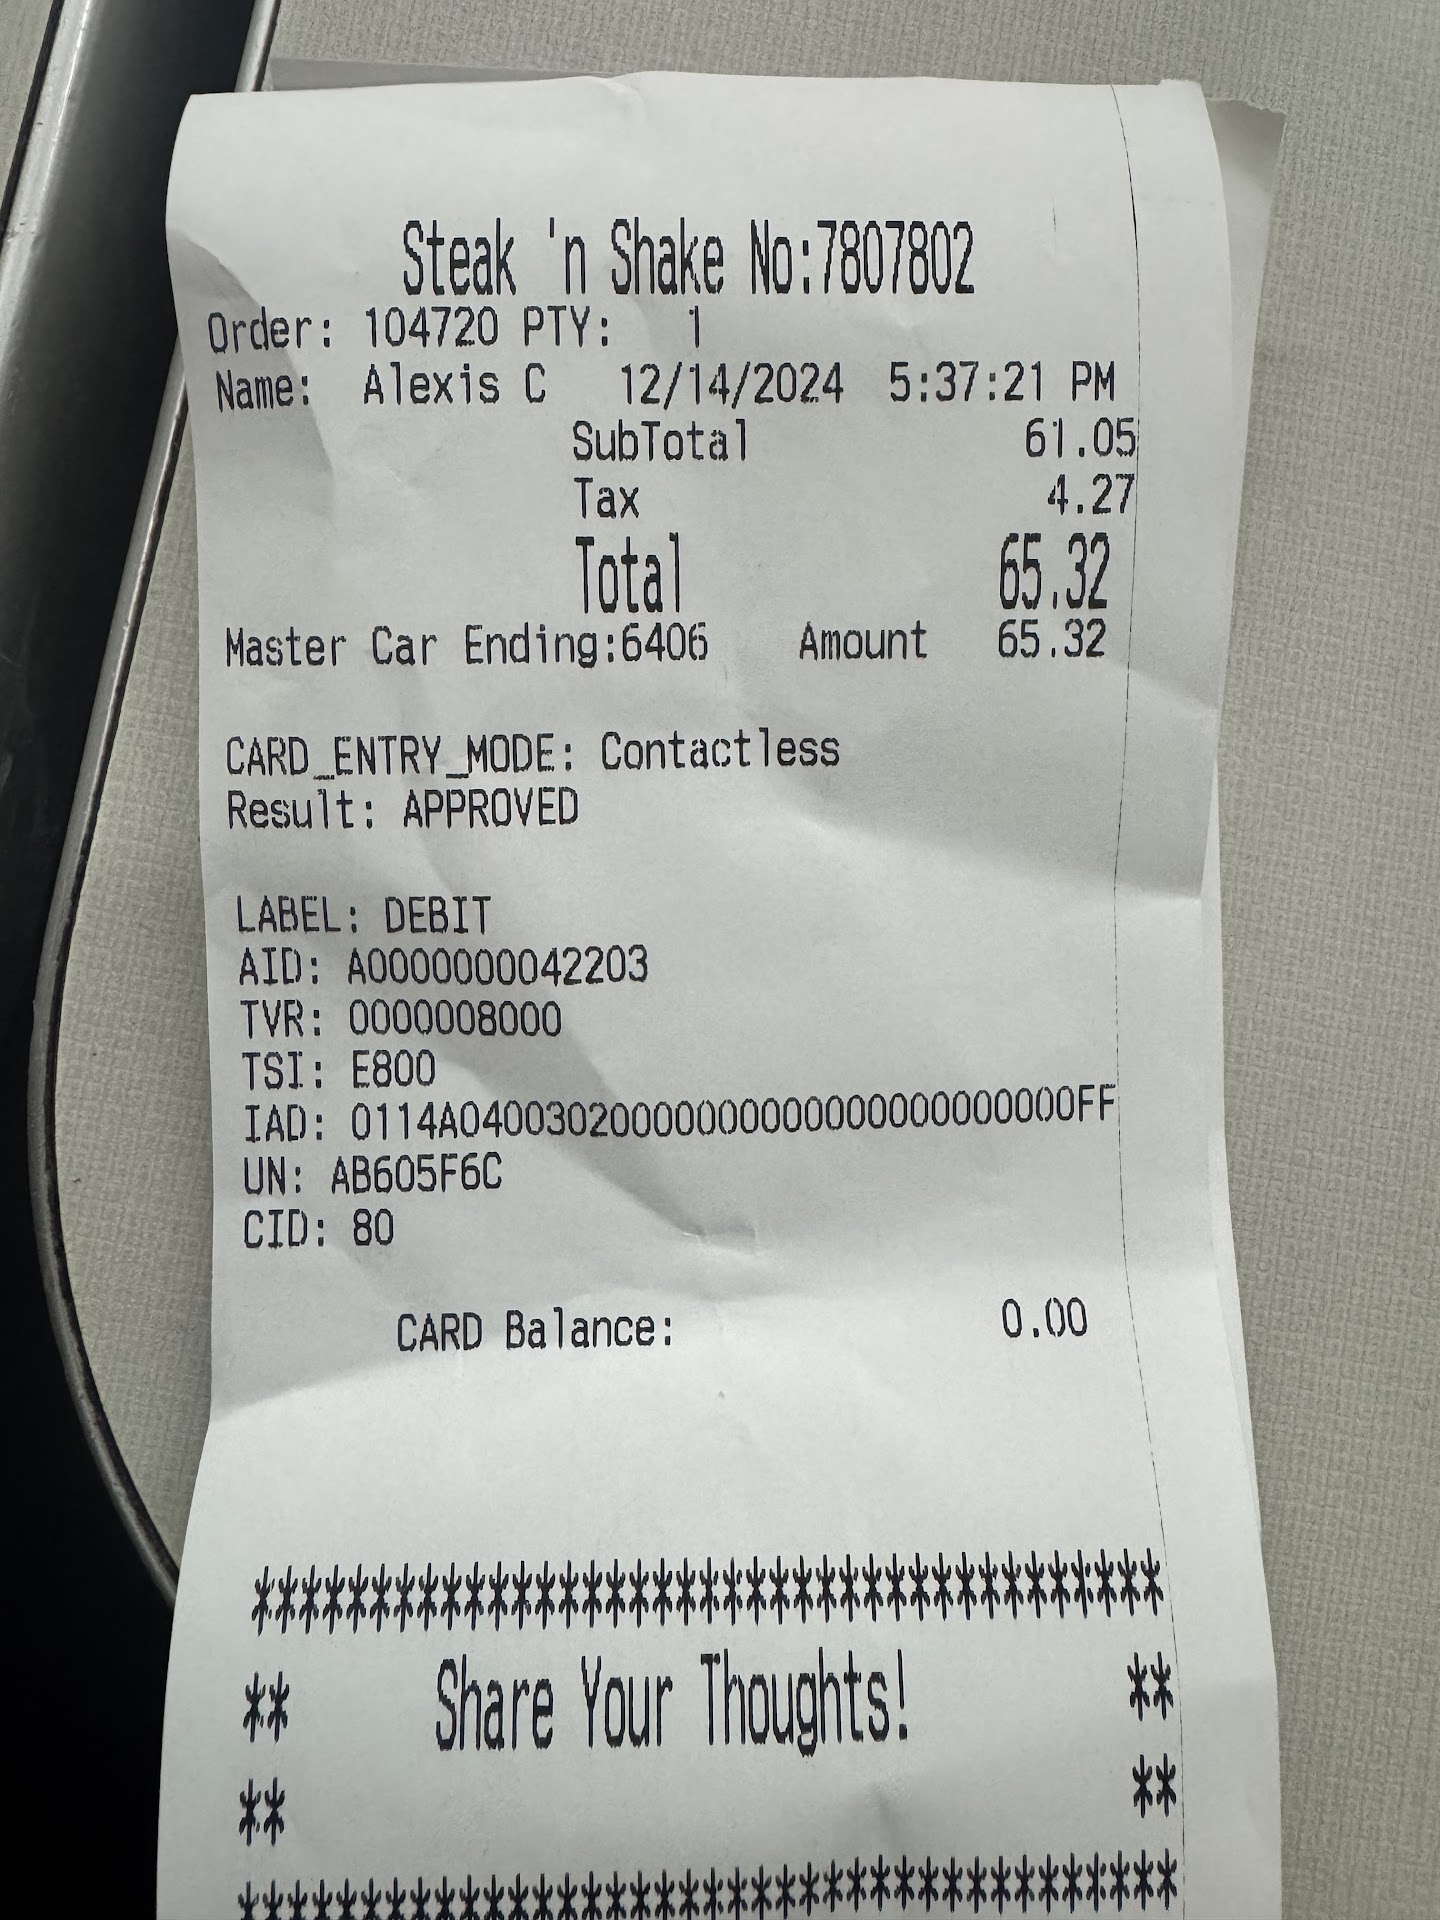 Steak 'n Shake No:7807802
Order: 104720 PTY: 1
Name: Alexis C 12/14/2024 5:37:21 PM
SubTotal 61.05
Tax 4.27
Total 65.32
Master Car Ending:6406 Amount 65.32
CARD_ENTRY_MODE: Contactless
Result: APPROVED
LABEL: DEBIT
AID: A0000000042203
TVR: 0000008000
TSI: E800
IAD: 0114A04003020000000000000000000000FF
UN: AB605F6C
CID: 80
CARD Balance: 0.00
***************************************
** Share Your Thoughts! **
** **
****************************************